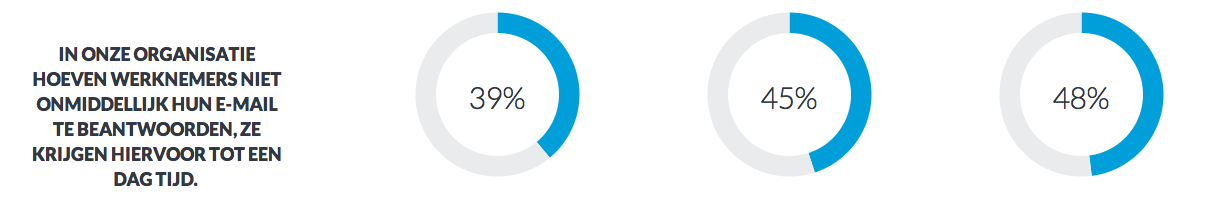 IN ONZE ORGANISATIE
HOEVEN WERKNEMERS NIET
ONMIDDELLIJK HUN E-MAIL
TE BEANTWOORDEN, ZE
KRIJGEN HIERVOOR TOT EEN
DAG TIJD.
39%
45%
48%